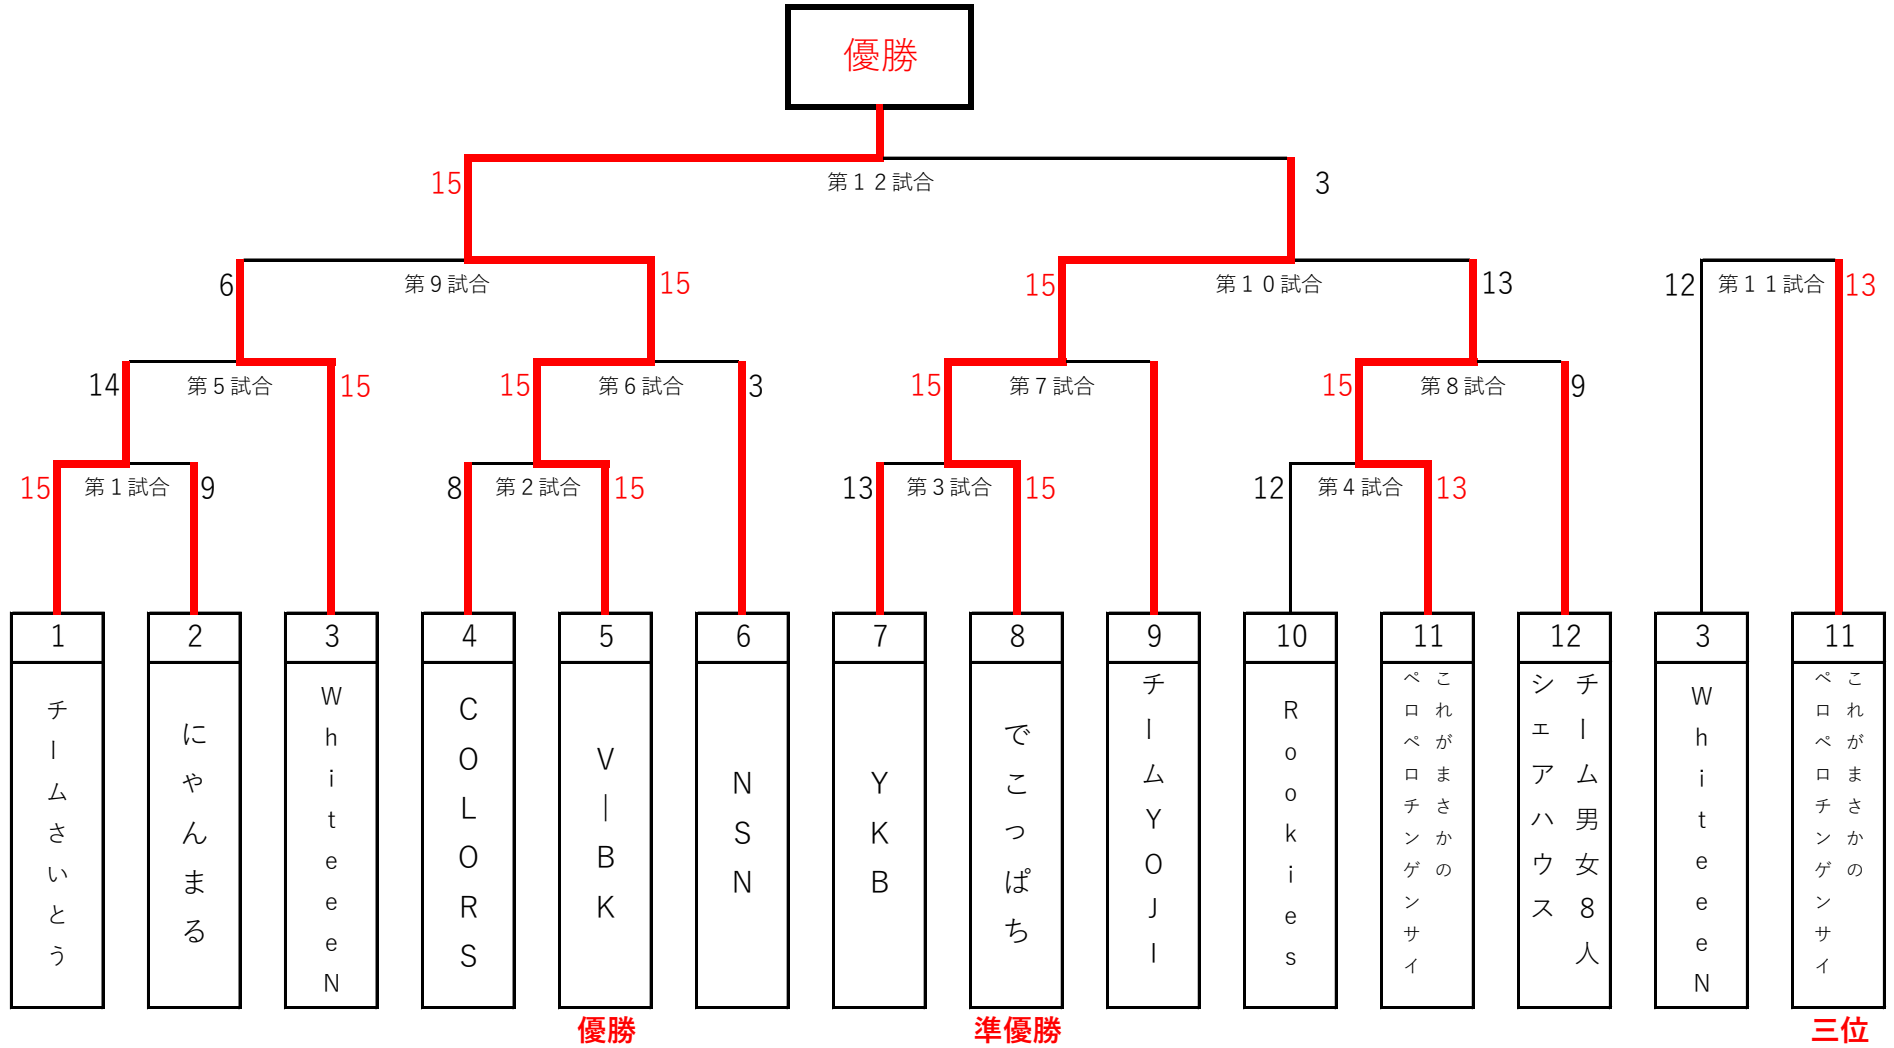 優勝
15 第１２試合 3
6 第９試合 15
15 第１０試合 13
12 第１１試合 13
14 第５試合 15
15 第６試合 3
15 第７試合
15 第８試合 9
15 第１試合 9
8 第２試合 15
13 第３試合 15
12 第４試合 13
1
チームさいとう
2
にゃんまる
3
WhiteeeN
4
COLORS
5
V－BK
優勝
6
NSN
7
YKB
8
でこっぱち
準優勝
9
チームYOJI
10
Rookies
11
これがまさかの
ペロペロチンゲンサイ
12
チーム男女８人
シェアハウス
3
WhiteeeN
11
これがまさかの
ペロペロチンゲンサイ
三位